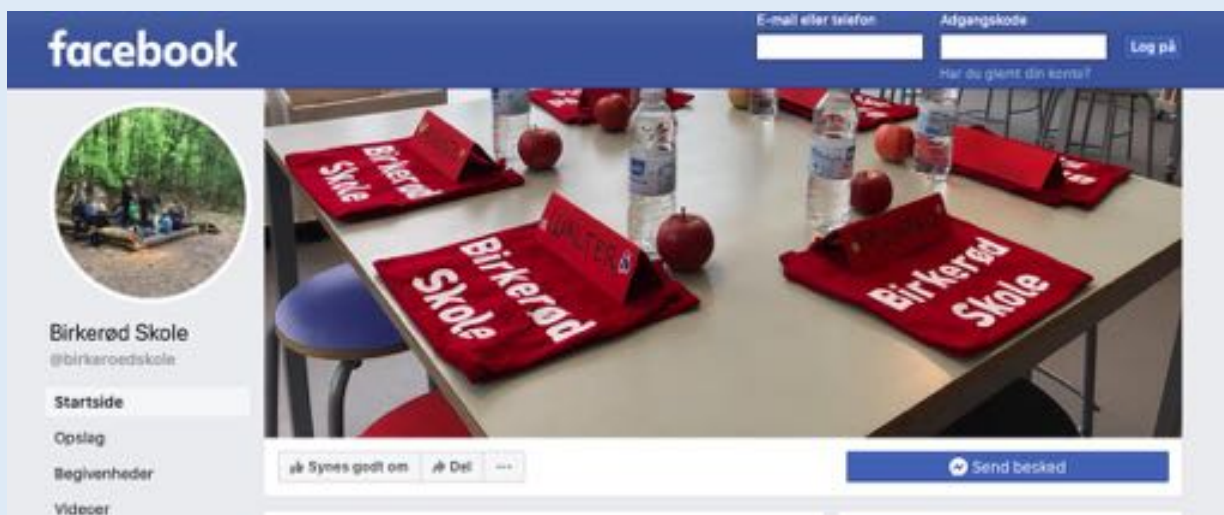 facebook
E-mail eller telefon
Adgangskode
Log på
Har du glemt din konto?
Birkerød Skole
@birkeroedskole
Startside
Opslag
Begivenheder
Videoer
Birkerød
Skole
WALTER
Birkerød
Skole
Birkerød
Skole
Synes godt om
Del
Send besked